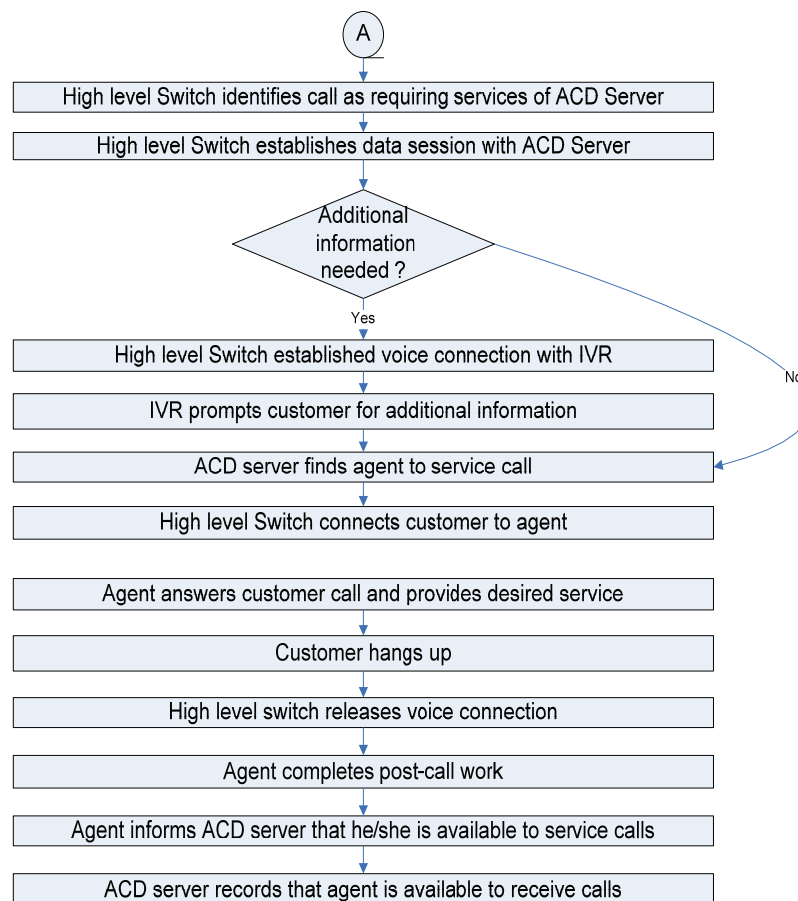 A
High level Switch identifies call as requiring services of ACD Server
High level Switch establishes data session with ACD Server
Additional
information
needed ?
Yes
High level Switch established voice connection with IVR
No
IVR prompts customer for additional information
ACD server finds agent to service call
High level Switch connects customer to agent
Agent answers customer call and provides desired service
Customer hangs up
High level switch releases voice connection
Agent completes post-call work
Agent informs ACD server that he/she is available to service calls
ACD server records that agent is available to receive calls